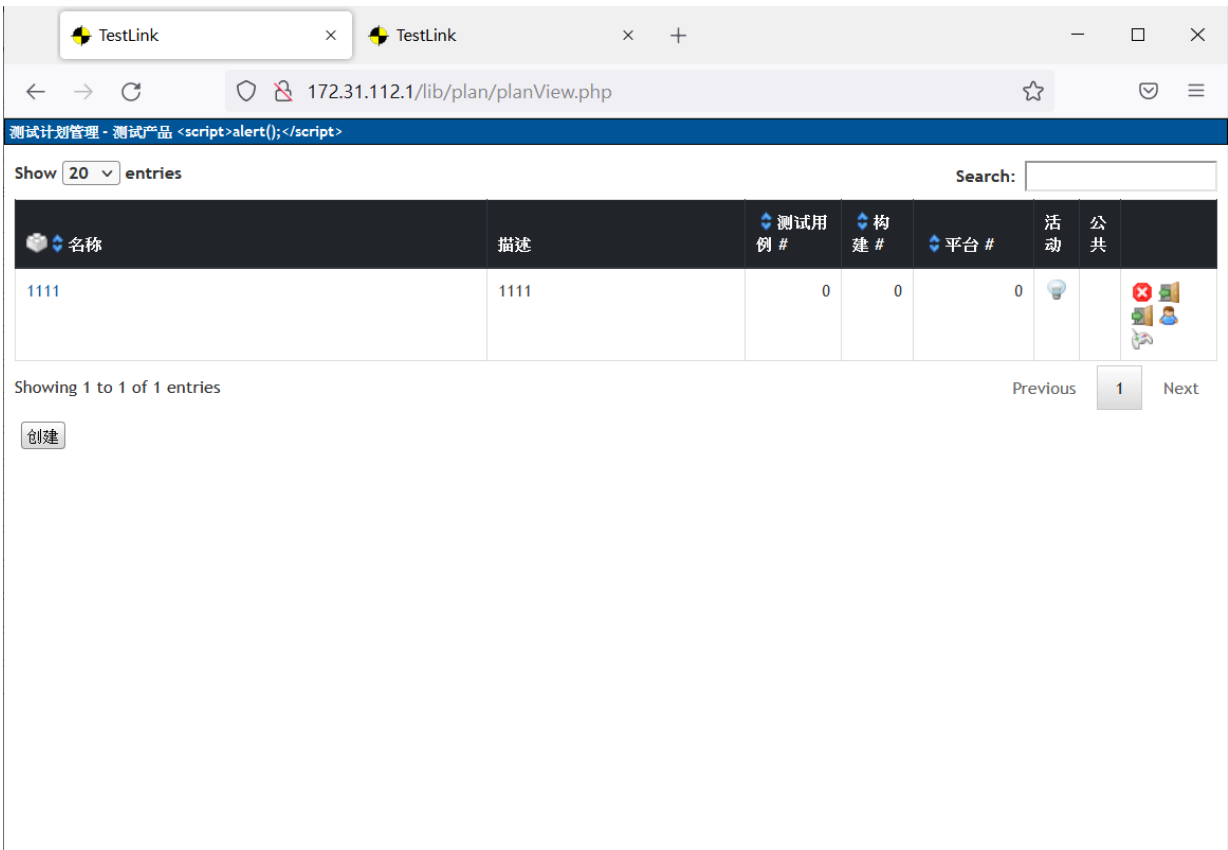 TestLink
TestLink
172.31.112.1/lib/plan/planView.php
测试计划管理 - 测试产品 <script>alert();</script>
Show 20 entries
Search:
名称 描述 测试用例 # 构建 # 平台 # 活动 公共
1111 1111 0 0 0
Showing 1 to 1 of 1 entries
Previous 1 Next
创建